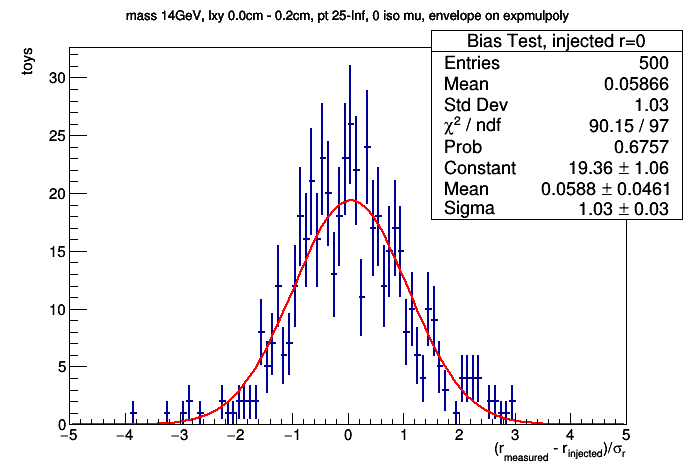 mass 14GeV, lxy 0.0cm - 0.2cm, pt 25-Inf, 0 iso mu, envelope on expmulpoly
Bias Test, injected r=0
Entries 500
Mean 0.05866
Std Dev 1.03
χ² / ndf 90.15 / 97
Prob 0.6757
Constant 19.36 ± 1.06
Mean 0.0588 ± 0.0461
Sigma 1.03 ± 0.03
toys
30
25
20
15
10
5
0
−5 −4 −3 −2 −1 0 1 2 3 4 5
(r_measured - r_injected)/σ_r